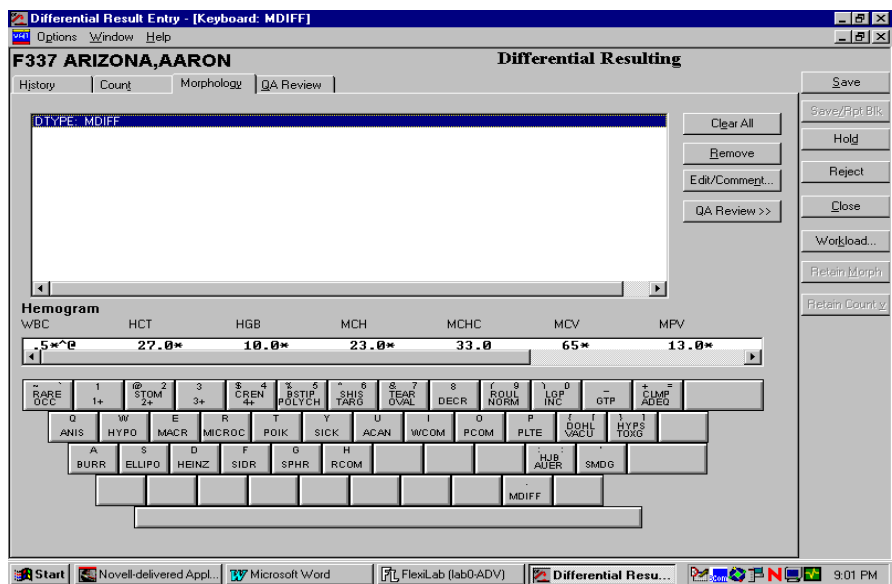 Differential Result Entry - [Keyboard: MDIFF]
Options Window Help
F337 ARIZONA,AARON Differential Resulting
History Count Morphology QA Review
Save
Save/Rpt Blk
Hold
Reject
Close
Workload...
Retain Morph
Retain Count v
DTYPE: MDIFF
Clear All
Remove
Edit/Comment...
QA Review >>
Hemogram
WBC HCT HGB MCH MCHC MCV MPV
.5*^@ 27.0* 10.0* 23.0* 33.0 65* 13.0*
~ ` 1 @ 2 3 $ 4 % 5 ^ 6 & 7 8 ( 9 ) 0 - + =
RARE STOM CREN BSTIP SHIS TEAR ROUL LGP CLMP
OCC 1+ 2+ 3+ 4+ POLYCH TARG OVAL DECR NORM INC GTP ADEQ
Q W E R T Y U I O P { [ } ]
DOHL HYPS
ANIS HYPO MACR MICROC POIK SICK ACAN WCOM PCOM PLTE VACU TOXG
A S D F G H : ; '
HJB
BURR ELLIPO HEINZ SIDR SPHR RCOM AUER SMDG
.
MDIFF
Start Novell-delivered Appl... Microsoft Word FlexiLab (lab0-ADV) Differential Resu... 9:01 PM